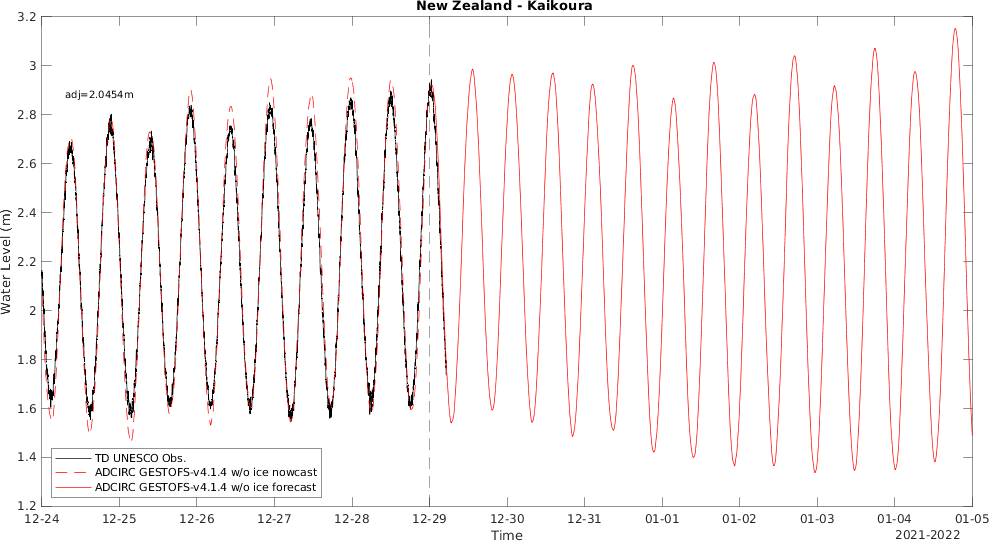 New Zealand - Kaikoura
3.2
3
2.8
2.6
2.4
2.2
2
1.8
1.6
1.4
1.2
Water Level (m)
adj=2.0454m
TD UNESCO Obs.
ADCIRC GESTOFS-v4.1.4 w/o ice nowcast
ADCIRC GESTOFS-v4.1.4 w/o ice forecast
12-24 12-25 12-26 12-27 12-28 12-29 12-30 12-31 01-01 01-02 01-03 01-04 01-05
Time
2021-2022